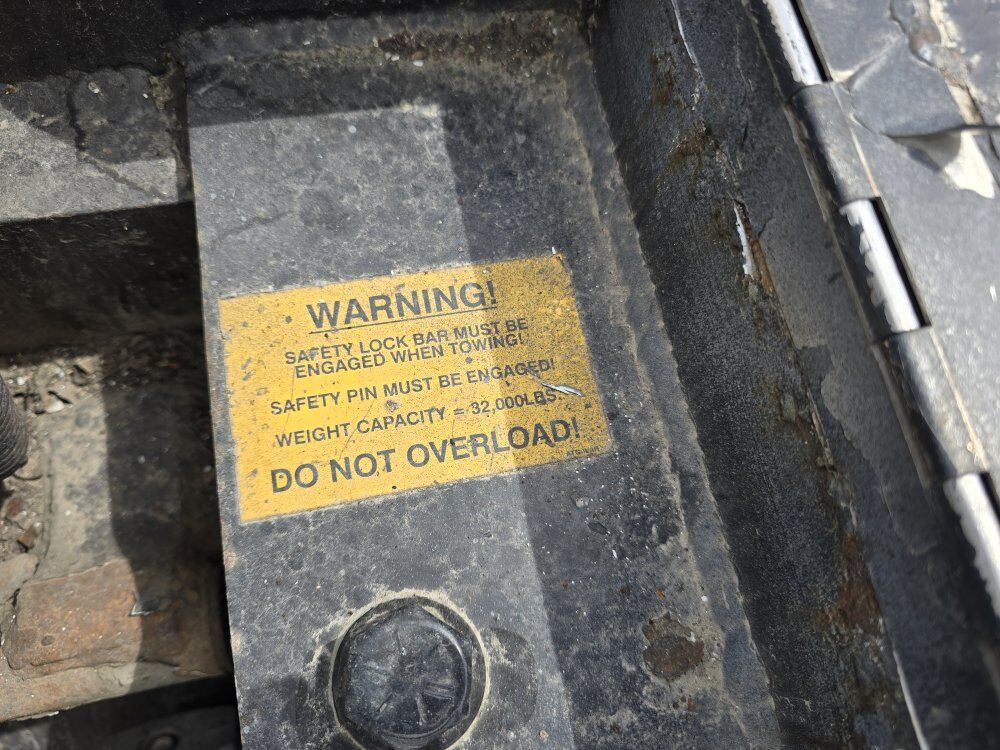 WARNING!
SAFETY LOCK BAR MUST BE
ENGAGED WHEN TOWING!
SAFETY PIN MUST BE ENGAGED!
WEIGHT CAPACITY = 32,000LBS.
DO NOT OVERLOAD!